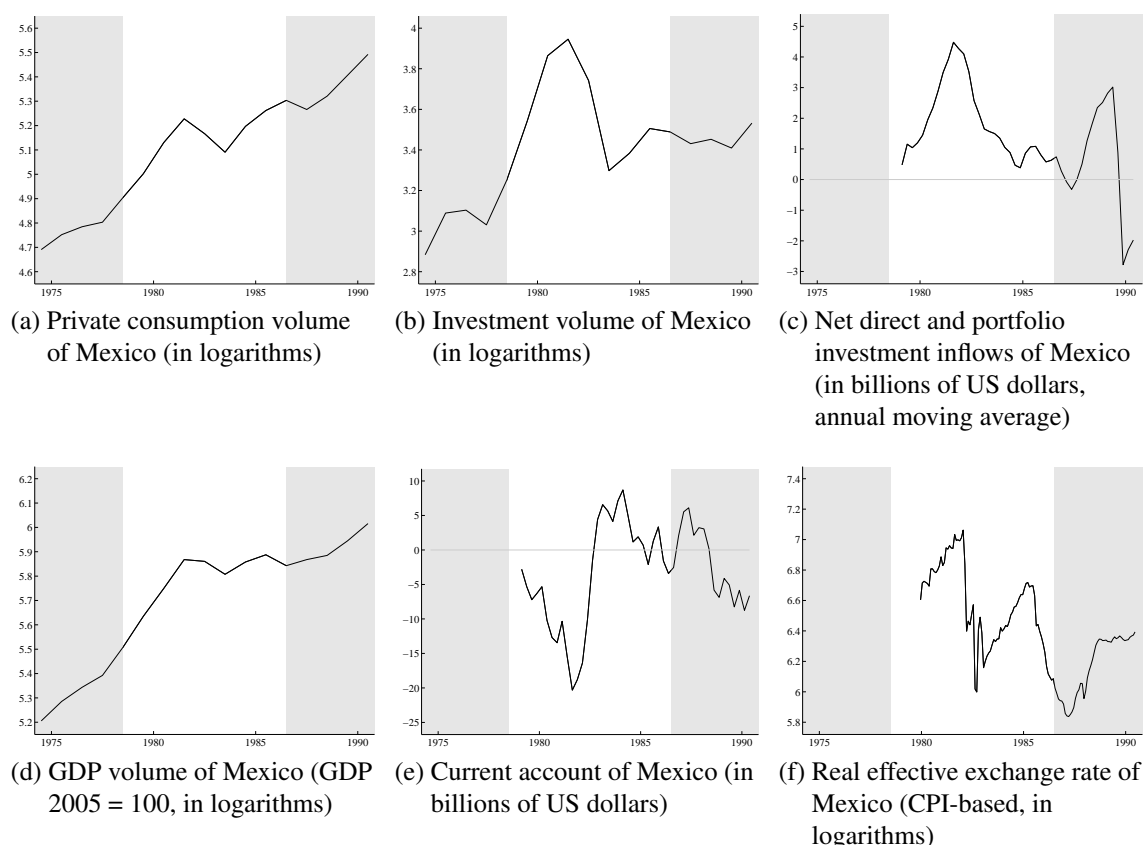 5.6
5.5
5.4
5.3
5.2
5.1
5
4.9
4.8
4.7
4.6
1975 1980 1985 1990
(a) Private consumption volume
of Mexico (in logarithms)
4
3.8
3.6
3.4
3.2
3
2.8
1975 1980 1985 1990
(b) Investment volume of Mexico
(in logarithms)
5
4
3
2
1
0
−1
−2
−3
1975 1980 1985 1990
(c) Net direct and portfolio
investment inflows of Mexico
(in billions of US dollars,
annual moving average)
6.2
6.1
6
5.9
5.8
5.7
5.6
5.5
5.4
5.3
5.2
1975 1980 1985 1990
(d) GDP volume of Mexico (GDP
2005 = 100, in logarithms)
10
5
0
−5
−10
−15
−20
−25
1975 1980 1985 1990
(e) Current account of Mexico (in
billions of US dollars)
7.4
7.2
7
6.8
6.6
6.4
6.2
6
5.8
1975 1980 1985 1990
(f) Real effective exchange rate of
Mexico (CPI-based, in
logarithms)